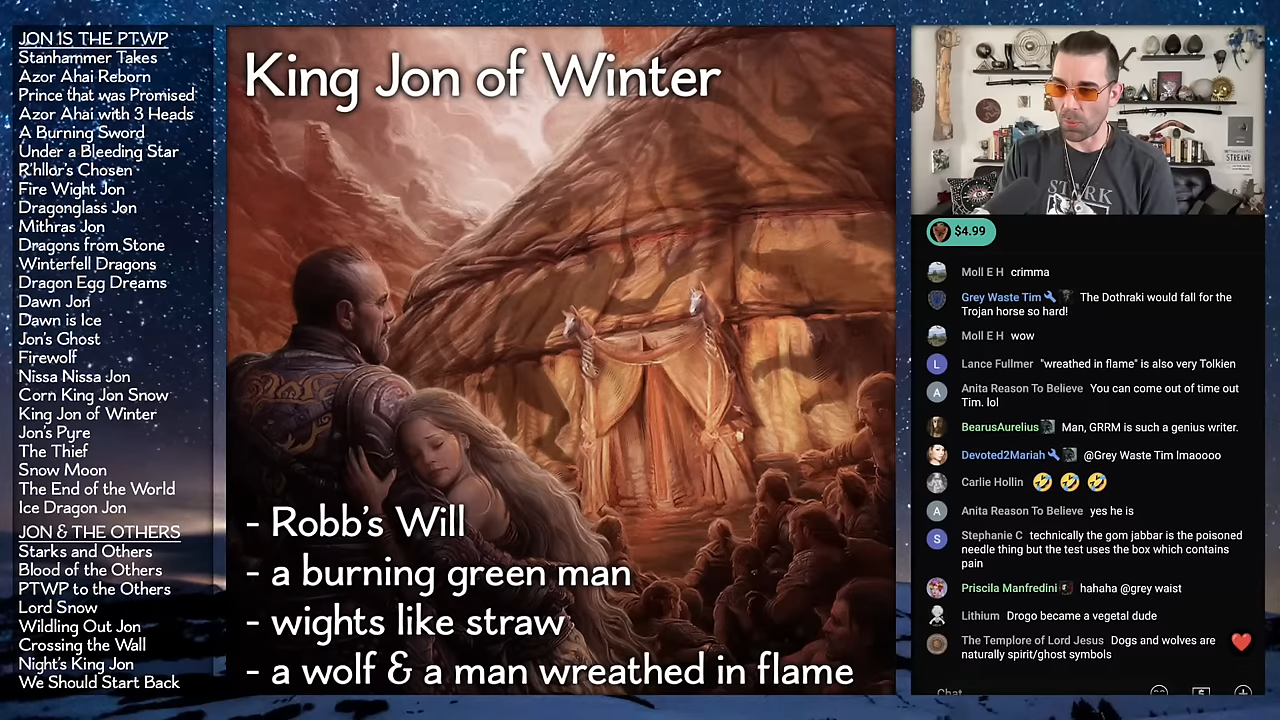 JON IS THE PTWP
Stanhammer Takes
Azor Ahai Reborn
Prince that was Promised
Azor Ahai with 3 Heads
A Burning Sword
Under a Bleeding Star
R'hllor's Chosen
Fire Wight Jon
Dragonglass Jon
Mithras Jon
Dragons from Stone
Winterfell Dragons
Dragon Egg Dreams
Dawn Jon
Dawn is Ice
Jon's Ghost
Firewolf
Nissa Nissa Jon
Corn King Jon Snow
King Jon of Winter
Jon's Pyre
The Thief
Snow Moon
The End of the World
Ice Dragon Jon
JON & THE OTHERS
Starks and Others
Blood of the Others
PTWP to the Others
Lord Snow
Wildling Out Jon
Crossing the Wall
Night's King Jon
We Should Start Back
King Jon of Winter
- Robb's Will
- a burning green man
- wights like straw
- a wolf & a man wreathed in flame
STARK
$4.99
Moll E H crimma
Grey Waste Tim The Dothraki would fall for the
Trojan horse so hard!
Moll E H wow
L
Lance Fullmer "wreathed in flame" is also very Tolkien
A
Anita Reason To Believe You can come out of time out
Tim. lol
BearusAurelius Man, GRRM is such a genius writer.
Devoted2Mariah @Grey Waste Tim lmaoooo
Carlie Hollin 🤣 🤣 🤣
A
Anita Reason To Believe yes he is
S
Stephanie C technically the gom jabbar is the poisoned
needle thing but the test uses the box which contains
pain
Priscila Manfredini hahaha @grey waist
Lithium Drogo became a vegetal dude
The Templore of Lord Jesus Dogs and wolves are
naturally spirit/ghost symbols
Chat